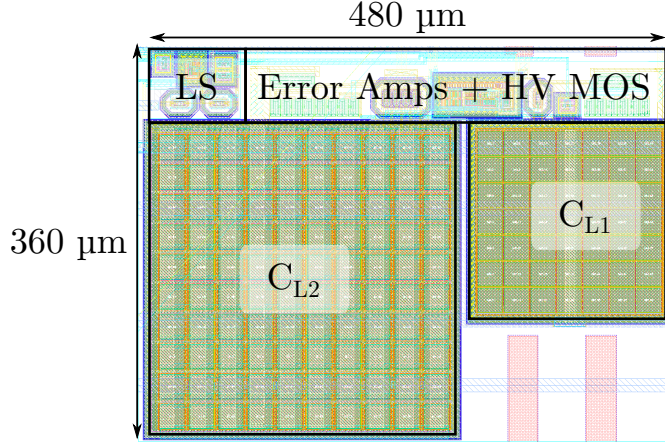 480 µm
LS
Error Amps + HV MOS
360 µm
C_L1
C_L2